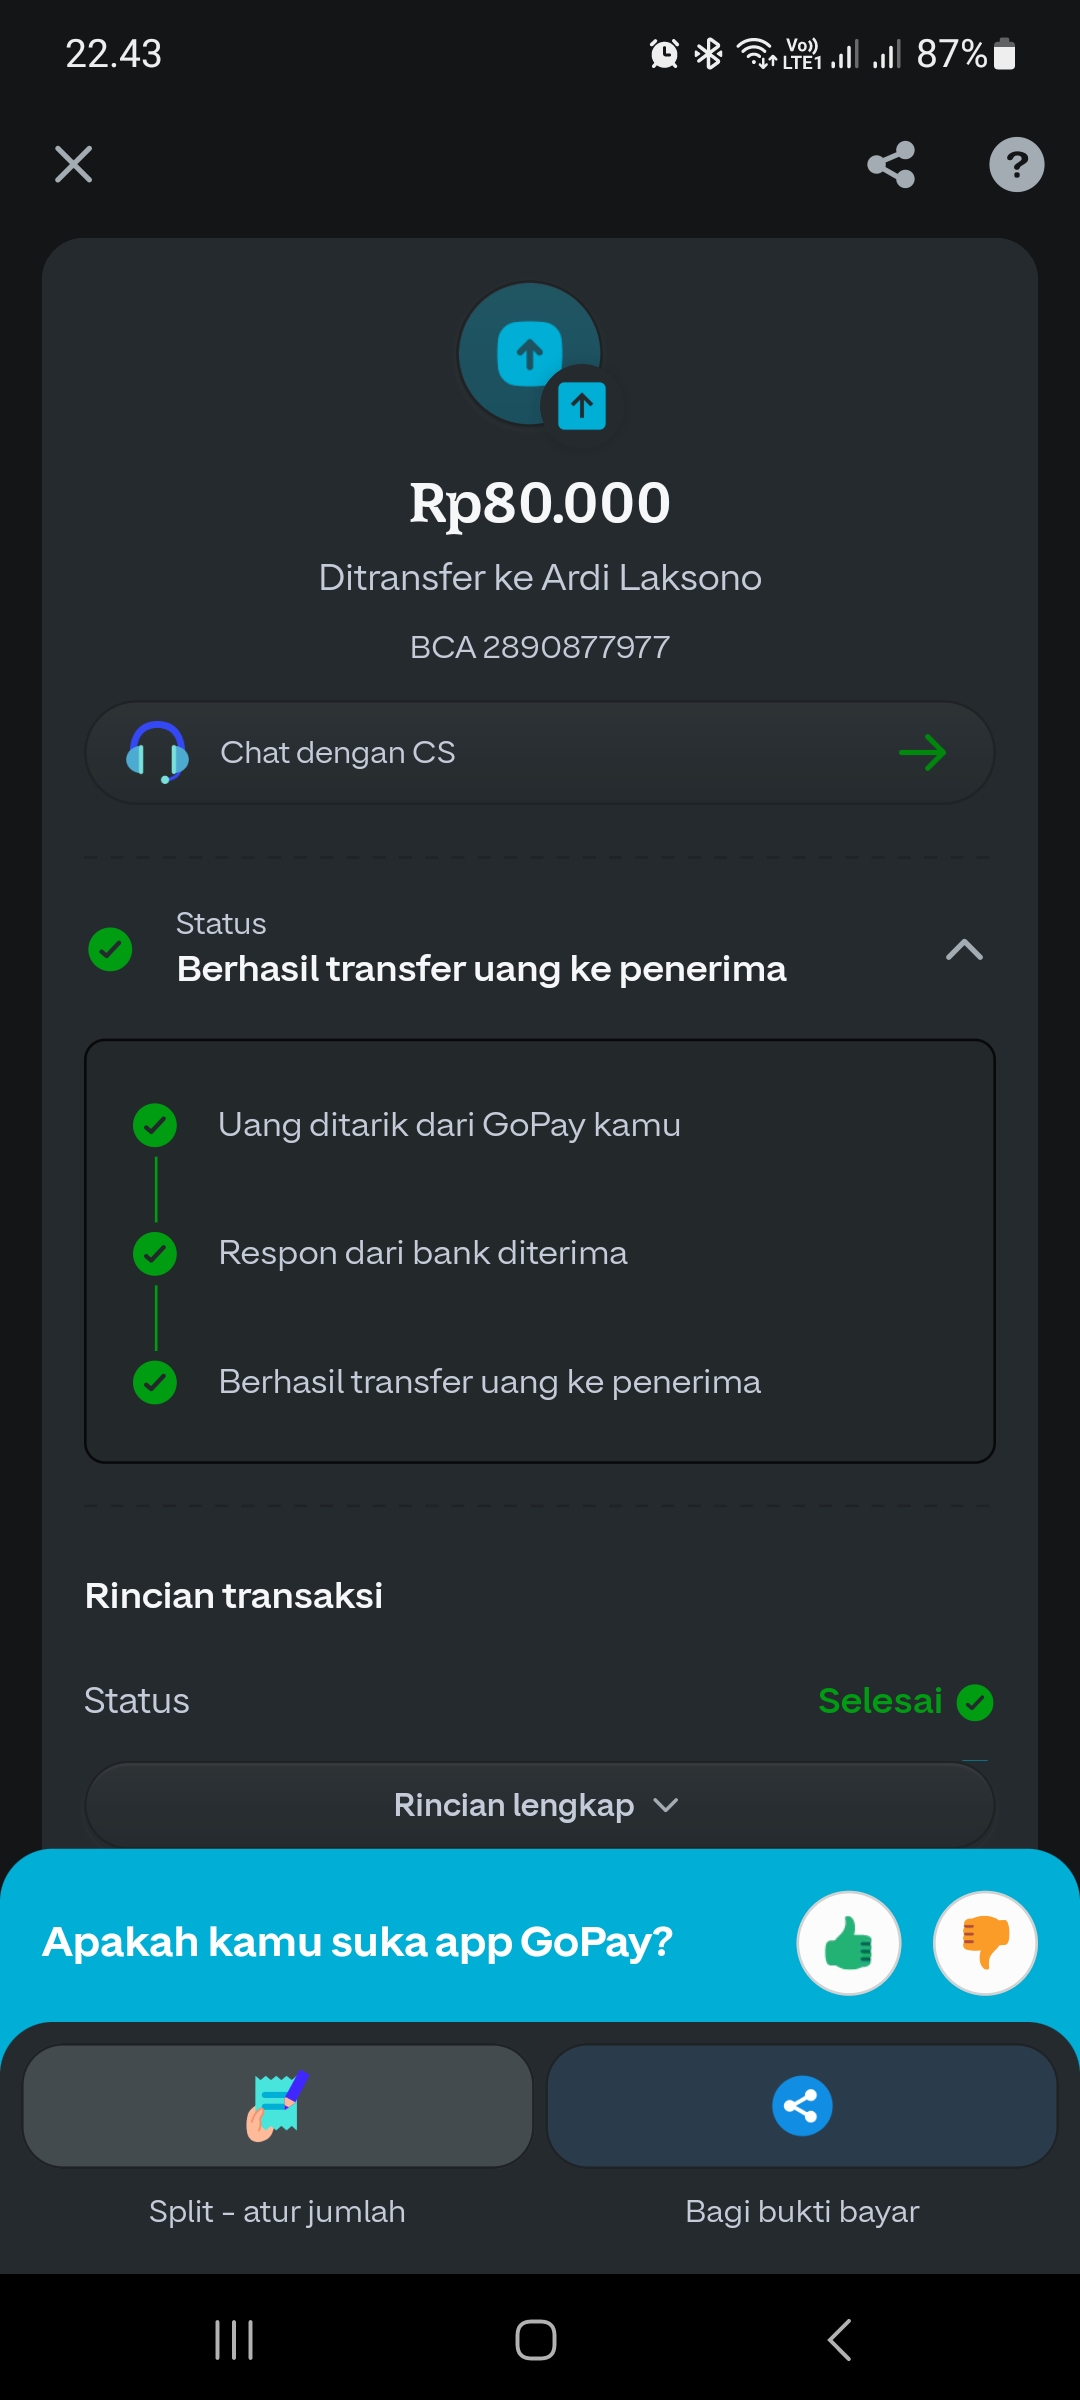 22.43
Vo)) LTE1 87%
Rp80.000
Ditransfer ke Ardi Laksono
BCA 2890877977
Chat dengan CS
Status
Berhasil transfer uang ke penerima
Uang ditarik dari GoPay kamu
Respon dari bank diterima
Berhasil transfer uang ke penerima
Rincian transaksi
Status Selesai
Rincian lengkap
Apakah kamu suka app GoPay?
Split - atur jumlah
Bagi bukti bayar